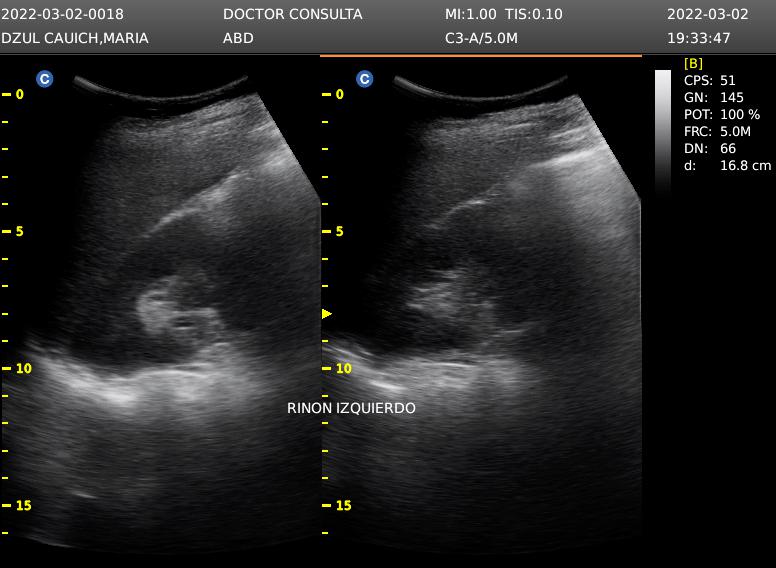 2022-03-02-0018 DOCTOR CONSULTA MI:1.00 TIS:0.10 2022-03-02
DZUL CAUICH,MARIA ABD C3-A/5.0M 19:33:47
[B]
CPS: 51
GN: 145
POT: 100 %
FRC: 5.0M
DN: 66
d: 16.8 cm
C C
0 0
5 5
10 10
RINON IZQUIERDO
15 15